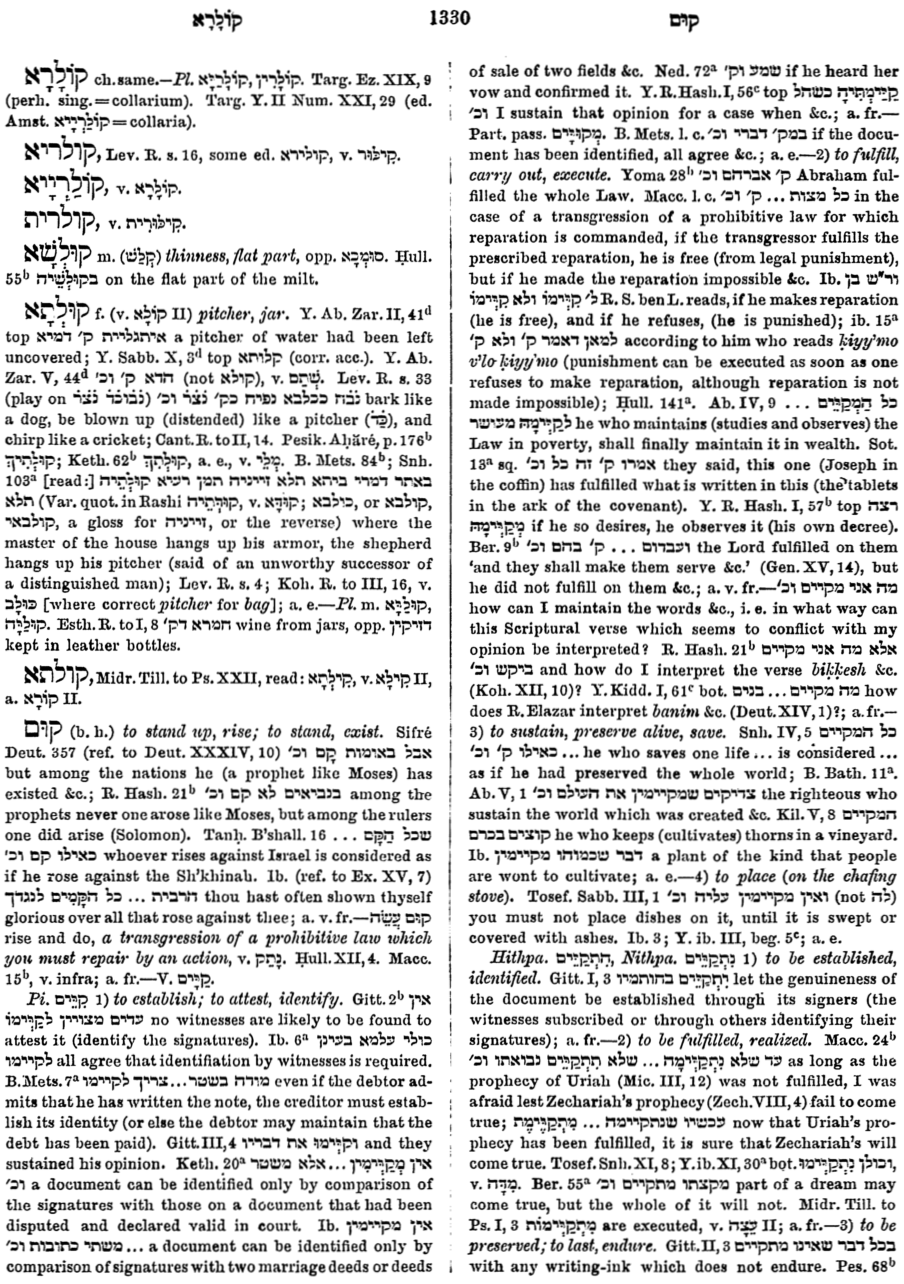 קוֹלָרָא 1330 קוּם
קוֹלָרָא ch. same.—Pl. קוֹלָרִין, קוֹלָרַיָּא. Targ. Ez. XIX, 9
(perh. sing. = collarium). Targ. Y. II Num. XXI, 29 (ed.
Amst. קוֹלַרְיָיא = collaria).
קולריא, Lev. R. s. 16, some ed. קולירא, v. קִילּוֹר.
קוֹלַרְיָיא, v. קוֹלָרָא.
קולרית, v. קִילּוּרִית.
קוּלְשָׁא m. (קְלַשׁ) thinness, flat part, opp. סוּמְכָא. Ḥull.
55b בקוּלְשֵׁיהּ on the flat part of the milt.
קוּלְתָא f. (v. קוֹלָא II) pitcher, jar. Y. Ab. Zar. II, 41d
top איתגלליית ק׳ דמיא a pitcher of water had been left
uncovered; Y. Sabb. X, 3d top קלותא (corr. acc.). Y. Ab.
Zar. V, 44d הדא ק׳ וכ׳ (not קולא), v. שְׁתֵם. Lev. R. s. 33
(play on נבוכד נצר) נבח ככלבא נפוח כק׳ נצר וכ׳ bark like
a dog, be blown up (distended) like a pitcher (כַּד), and
chirp like a cricket; Cant. R. to II, 14. Pesik. Aḥăré, p. 176b
קוּלְּתֵיךְ; Keth. 62b קוּלְּתֵךְ, a. e., v. מְלֵי. B. Mets. 84b; Snh.
103a [read:] באתר דמרי ביתא תלא זייניה תמן רעיא קוּלְּתֵיהּ
תלא (Var. quot. in Rashi קוּדְתֵיהּ, v. קוּדָא; כולבא, or קולבא,
קולבאי, a gloss for זייניה, or the reverse) where the
master of the house hangs up his armor, the shepherd
hangs up his pitcher (said of an unworthy successor of
a distinguished man); Lev. R. s. 4; Koh. R. to III, 16, v.
כּוּלָּב [where correct pitcher for bag]; a. e.—Pl. m. קוּלַּיָּא,
קוּלַּיָּה. Esth. R. to I, 8 חמרא דק׳ wine from jars, opp. דזיקין
kept in leather bottles.
קולתא, Midr. Till. to Ps. XXII, read: קִילְּתָא, v. קִילָא II,
a. קוֹרָא II.
קוּם (b. h.) to stand up, rise; to stand, exist. Sifré
Deut. 357 (ref. to Deut. XXXIV, 10) אבל באומות קָם וכ׳
but among the nations he (a prophet like Moses) has
existed &c.; R. Hash. 21b בנביאים לא קם וכ׳ among the
prophets never one arose like Moses, but among the rulers
one did arise (Solomon). Tanḥ. B'shall. 16 שכל הַקָּם ...
כאילו קם וכ׳ whoever rises against Israel is considered as
if he rose against the Sh'khinah. Ib. (ref. to Ex. XV, 7)
הרבית ... כל הקָּמִים לנגדך thou hast often shown thyself
glorious over all that rose against thee; a. v. fr.—קוּם עֲשֵׂה
rise and do, a transgression of a prohibitive law which
you must repair by an action, v. נָתַק. Ḥull. XII, 4. Macc.
15b, v. infra; a. fr.—V. קַיָּים.
Pi. קִיֵּים 1) to establish; to attest, identify. Gitt. 2b אין
עדים מצויין לְקַיְּימוֹ no witnesses are likely to be found to
attest it (identify the signatures). Ib. 6a כולי עלמא בעינן
לקיימו all agree that identifiation by witnesses is required.
B. Mets. 7a מודה בשטר ... צריך לקיימו even if the debtor ad-
mits that he has written the note, the creditor must estab-
lish its identity (or else the debtor may maintain that the
debt has been paid). Gitt. III, 4 וקִיְּימוּ את דבריו and they
sustained his opinion. Keth. 20a אין מְקַיְּימִין ... אלא משטר
וכ׳ a document can be identified only by comparison of
the signatures with those on a document that had been
disputed and declared valid in court. Ib. אין מקיימין
... משתי כתובות וכ׳ a document can be identified only by
comparison of signatures with two marriage deeds or deeds
of sale of two fields &c. Ned. 72a שמע וק׳ if he heard her
vow and confirmed it. Y. R. Hash. I, 56c top קַיַּימְתִּיהּ כשהל
וכ׳ I sustain that opinion for a case when &c.; a. fr.—
Part. pass. מְקוּיָּים. B. Mets. l. c. במק׳ דברי וכ׳ if the docu-
ment has been identified, all agree &c.; a. e.—2) to fulfill,
carry out, execute. Yoma 28b ק׳ אברהם וכ׳ Abraham ful-
filled the whole Law. Macc. l. c. כל מצות ... ק׳ וכ׳ in the
case of a transgression of a prohibitive law for which
reparation is commanded, if the transgressor fulfills the
prescribed reparation, he is free (from legal punishment),
but if he made the reparation impossible &c. Ib. ור״ש בן
ל׳ קִיְּימוֹ ולא קִיְּימוֹ R. S. ben L. reads, if he makes reparation
(he is free), and if he refuses, (he is punished); ib. 15a
למאן דאמר ק׳ ולא ק׳ according to him who reads kiyy'mo
v'lo kiyy'mo (punishment can be executed as soon as one
refuses to make reparation, although reparation is not
made impossible); Ḥull. 141a. Ab. IV, 9 כל הַמְקַיֵּים ...
לְקַיְּימָהּ מעושר he who maintains (studies and observes) the
Law in poverty, shall finally maintain it in wealth. Sot.
13a sq. אמרו ק׳ זה כל וכ׳ they said, this one (Joseph in
the coffin) has fulfilled what is written in this (the tablets
in the ark of the covenant). Y. R. Hash. I, 57b top רצה
מְקַיְּימָהּ if he so desires, he observes it (his own decree).
Ber. 9b ועבדום ... ק׳ בהם וכ׳ the Lord fulfilled on them
‘and they shall make them serve &c.’ (Gen. XV, 14), but
he did not fulfill on them &c.; a. v. fr.—מה אני מקיים וכ׳
how can I maintain the words &c., i. e. in what way can
this Scriptural verse which seems to conflict with my
opinion be interpreted? R. Hash. 21b אלא מה אני מקיים
ביקש וכ׳ and how do I interpret the verse biḳḳesh &c.
(Koh. XII, 10)? Y. Kidd. I, 61c bot. מה מקיים ... בנים how
does R. Elazar interpret banim &c. (Deut. XIV, 1)?; a. fr.—
3) to sustain, preserve alive, save. Snh. IV, 5 כל המקיים
... כאילו ק׳ וכ׳ he who saves one life ... is considered ...
as if he had preserved the whole world; B. Bath. 11a.
Ab. V, 1 צדיקים שמקיימין את העולם וכ׳ the righteous who
sustain the world which was created &c. Kil. V, 8 המקיים
קוצים בכרם he who keeps (cultivates) thorns in a vineyard.
Ib. דבר שכמוהו מקיימין a plant of the kind that people
are wont to cultivate; a. e.—4) to place (on the chafing
stove). Tosef. Sabb. III, 1 ואין מקיימין עליה וכ׳ (not לה)
you must not place dishes on it, until it is swept or
covered with ashes. Ib. 3; Y. ib. III, beg. 5c; a. e.
Hithpa. הִתְקַיֵּים, Nithpa. נִתְקַיֵּים 1) to be established,
identified. Gitt. I, 3 יִתְקַיֵּים בחותמיו let the genuineness of
the document be established through its signers (the
witnesses subscribed or through others identifying their
signatures); a. fr.—2) to be fulfilled, realized. Macc. 24b
עד שלא נִתְקַיְּימָה ... שלא תִתְקַיֵּים נבואתו וכ׳ as long as the
prophecy of Uriah (Mic. III, 12) was not fulfilled, I was
afraid lest Zechariah's prophecy (Zech. VIII, 4) fail to come
true; עכשיו שנתקיימה ... מִתְקַיֶּימֶת now that Uriah's pro-
phecy has been fulfilled, it is sure that Zechariah's will
come true. Tosef. Snh. XI, 8; Y. ib. XI, 30a bot. וכולן נִתְקַיְּימוּ,
v. מִדָּה. Ber. 55a מקצתו מתקיים וכ׳ part of a dream may
come true, but the whole of it will not. Midr. Till. to
Ps. I, 3 מִתְקַיְּימוֹת are executed, v. עֵצָה II; a. fr.—3) to be
preserved; to last, endure. Gitt. II, 3 בכל דבר שאינו מתקיים
with any writing-ink which does not endure. Pes. 68b